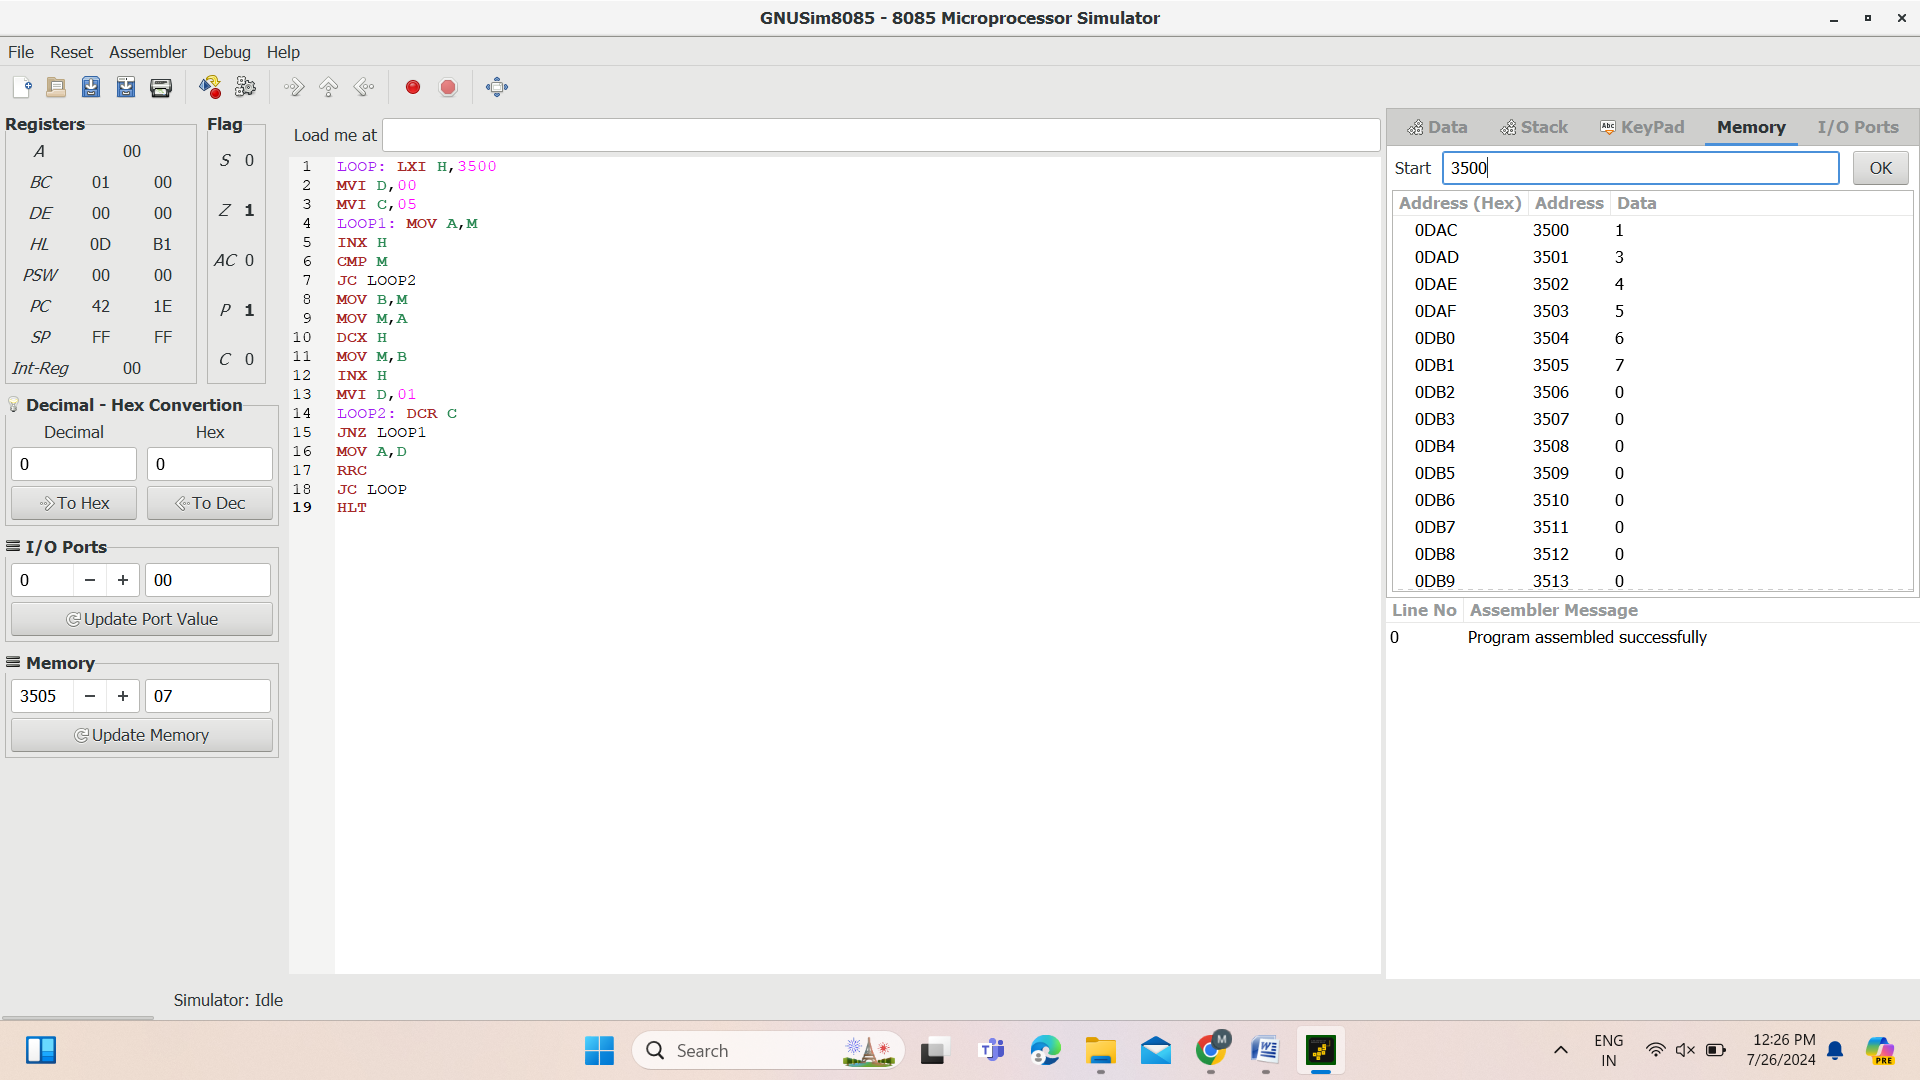 GNUSim8085 - 8085 Microprocessor Simulator
File Reset Assembler Debug Help
Registers
A 00
BC 01 00
DE 00 00
HL 0D B1
PSW 00 00
PC 42 1E
SP FF FF
Int-Reg 00
Flag
S 0
Z 1
AC 0
P 1
C 0
Decimal - Hex Convertion
Decimal Hex
0 0
To Hex To Dec
I/O Ports
0 − + 00
Update Port Value
Memory
3505 − + 07
Update Memory
Load me at
1 LOOP: LXI H,3500
2 MVI D,00
3 MVI C,05
4 LOOP1: MOV A,M
5 INX H
6 CMP M
7 JC LOOP2
8 MOV B,M
9 MOV M,A
10 DCX H
11 MOV M,B
12 INX H
13 MVI D,01
14 LOOP2: DCR C
15 JNZ LOOP1
16 MOV A,D
17 RRC
18 JC LOOP
19 HLT
Data Stack Abc KeyPad Memory I/O Ports
Start 3500 OK
Address (Hex) Address Data
0DAC 3500 1
0DAD 3501 3
0DAE 3502 4
0DAF 3503 5
0DB0 3504 6
0DB1 3505 7
0DB2 3506 0
0DB3 3507 0
0DB4 3508 0
0DB5 3509 0
0DB6 3510 0
0DB7 3511 0
0DB8 3512 0
0DB9 3513 0
Line No Assembler Message
0 Program assembled successfully
Simulator: Idle
Search
M
ENG
IN
12:26 PM
7/26/2024
PRE